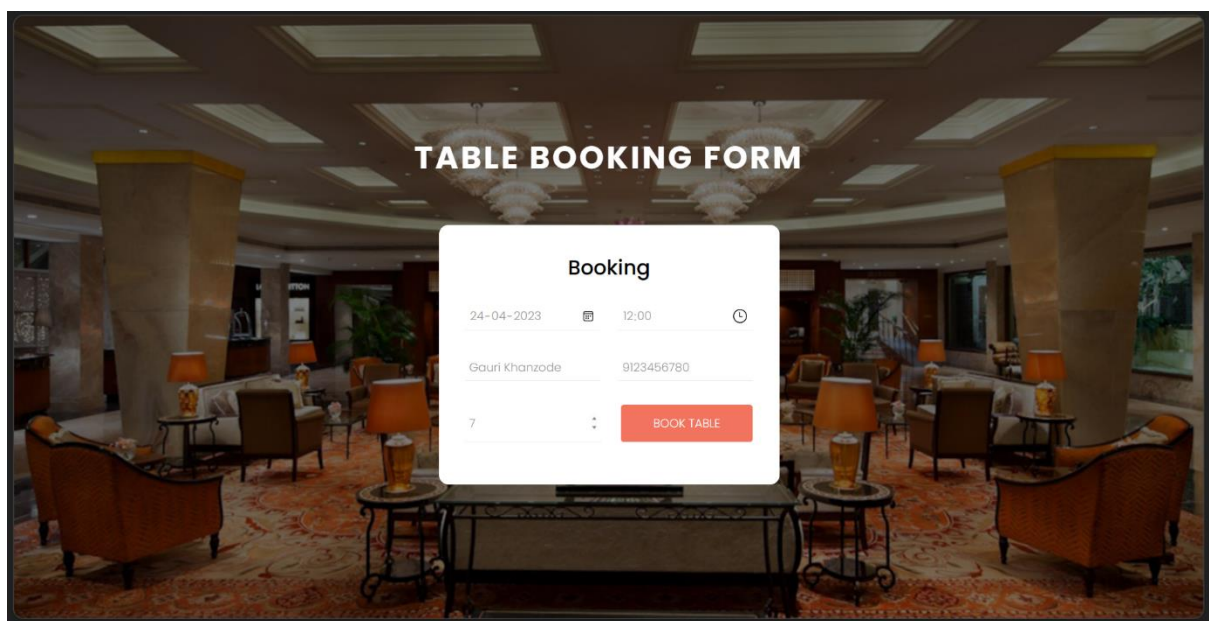 TABLE BOOKING FORM
Booking
24-04-2023 12:00
Gauri Khanzode 9123456780
7 BOOK TABLE